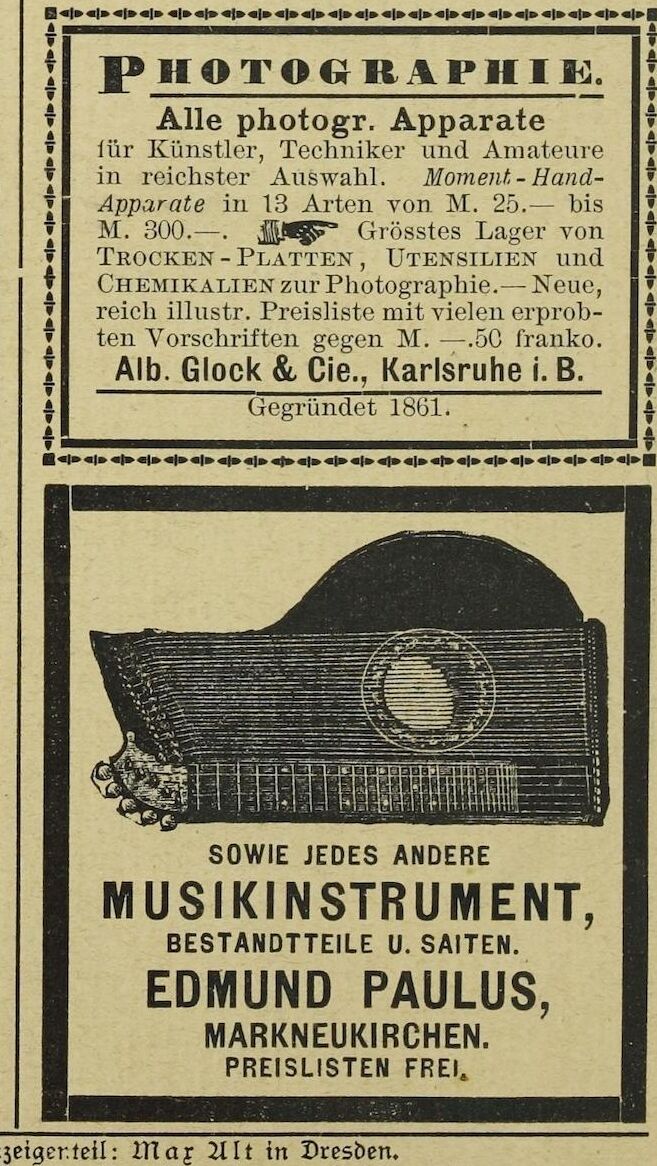 PHOTOGRAPHIE.
Alle photogr. Apparate
für Künstler, Techniker und Amateure
in reichster Auswahl. Moment-Hand-
Apparate in 13 Arten von M. 25.— bis
M. 300.—. Grösstes Lager von
TROCKEN-PLATTEN, UTENSILIEN und
CHEMIKALIEN zur Photographie.— Neue,
reich illustr. Preisliste mit vielen erprob-
ten Vorschriften gegen M. —.50 franko.
Alb. Glock & Cie., Karlsruhe i. B.
Gegründet 1861.
SOWIE JEDES ANDERE
MUSIKINSTRUMENT,
BESTANDTTEILE U. SAITEN.
EDMUND PAULUS,
MARKNEUKIRCHEN.
PREISLISTEN FREI.
zeigenteil: Max Alt in Dresden.